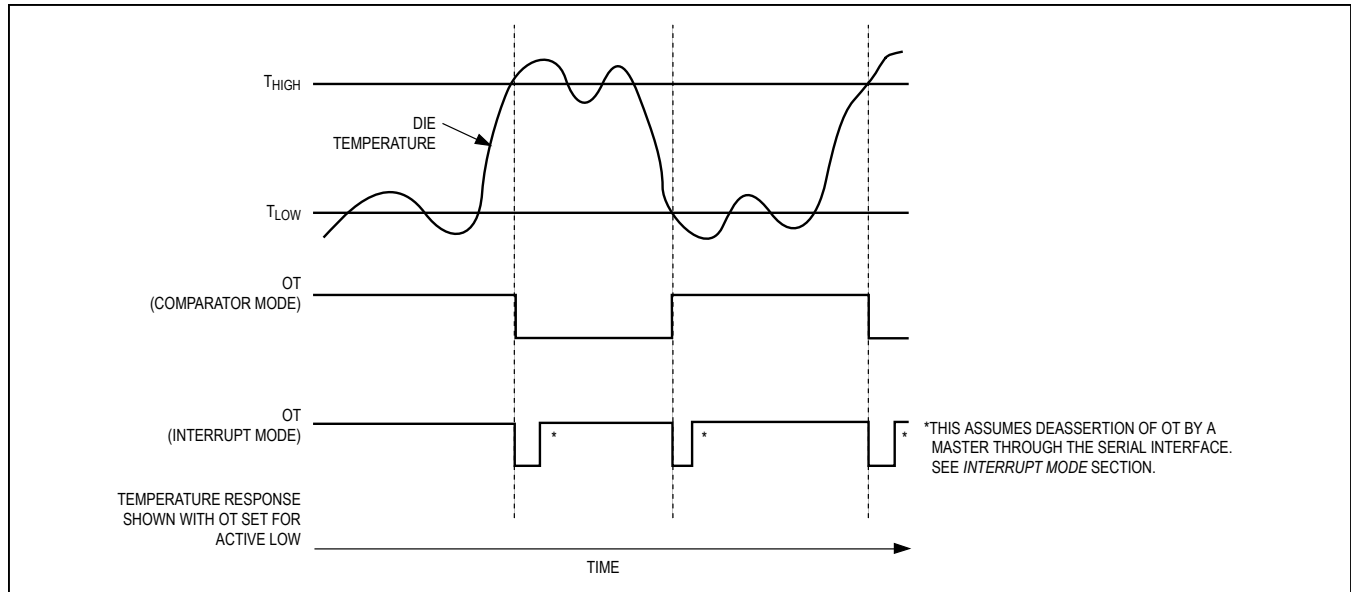 THIGH
DIE
TEMPERATURE
TLOW
OT
(COMPARATOR MODE)
OT
(INTERRUPT MODE)
*
*
*
*THIS ASSUMES DEASSERTION OF OT BY A
MASTER THROUGH THE SERIAL INTERFACE.
SEE INTERRUPT MODE SECTION.
TEMPERATURE RESPONSE
SHOWN WITH OT SET FOR
ACTIVE LOW
TIME